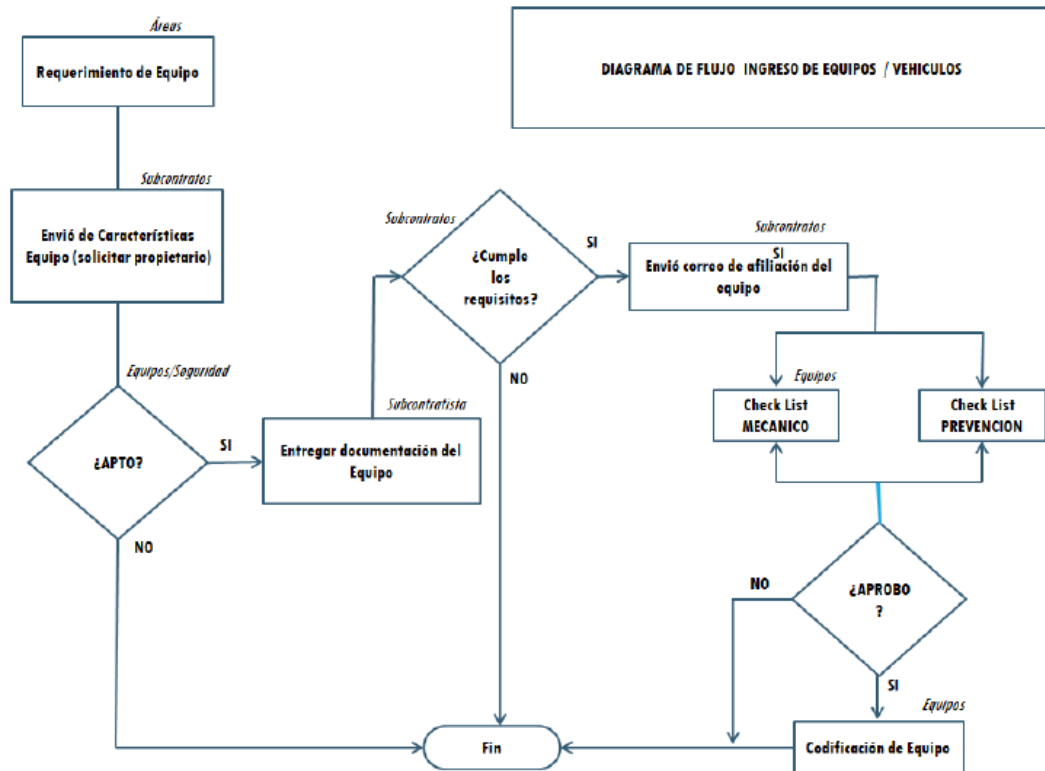 Áreas
Requerimiento de Equipo
DIAGRAMA DE FLUJO INGRESO DE EQUIPOS / VEHICULOS
Subcontratos
Envió de Características
Equipo (solicitar propietario)
Equipos/Seguridad
¿APTO?
SI
NO
Subcontratista
Entregar documentación del
Equipo
Subcontratos
¿Cumple
los
requisitos?
SI
NO
Subcontratos
SI
Envió correo de afiliación del
equipo
Equipos
Check List
MECANICO
Check List
PREVENCION
¿APROBO
?
NO
SI
Equipos
Codificación de Equipo
Fin